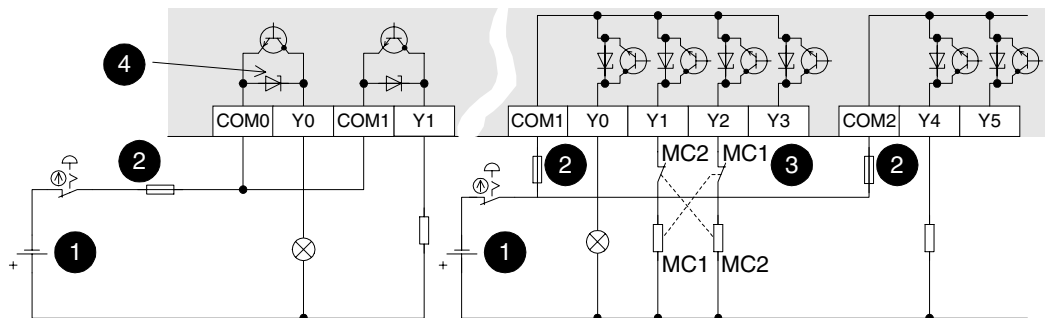 4
COM0 Y0 COM1 Y1 COM1 Y0 Y1 Y2 Y3 COM2 Y4 Y5
2 2 MC2 MC1 3 2
1 1
+ +
MC1 MC2